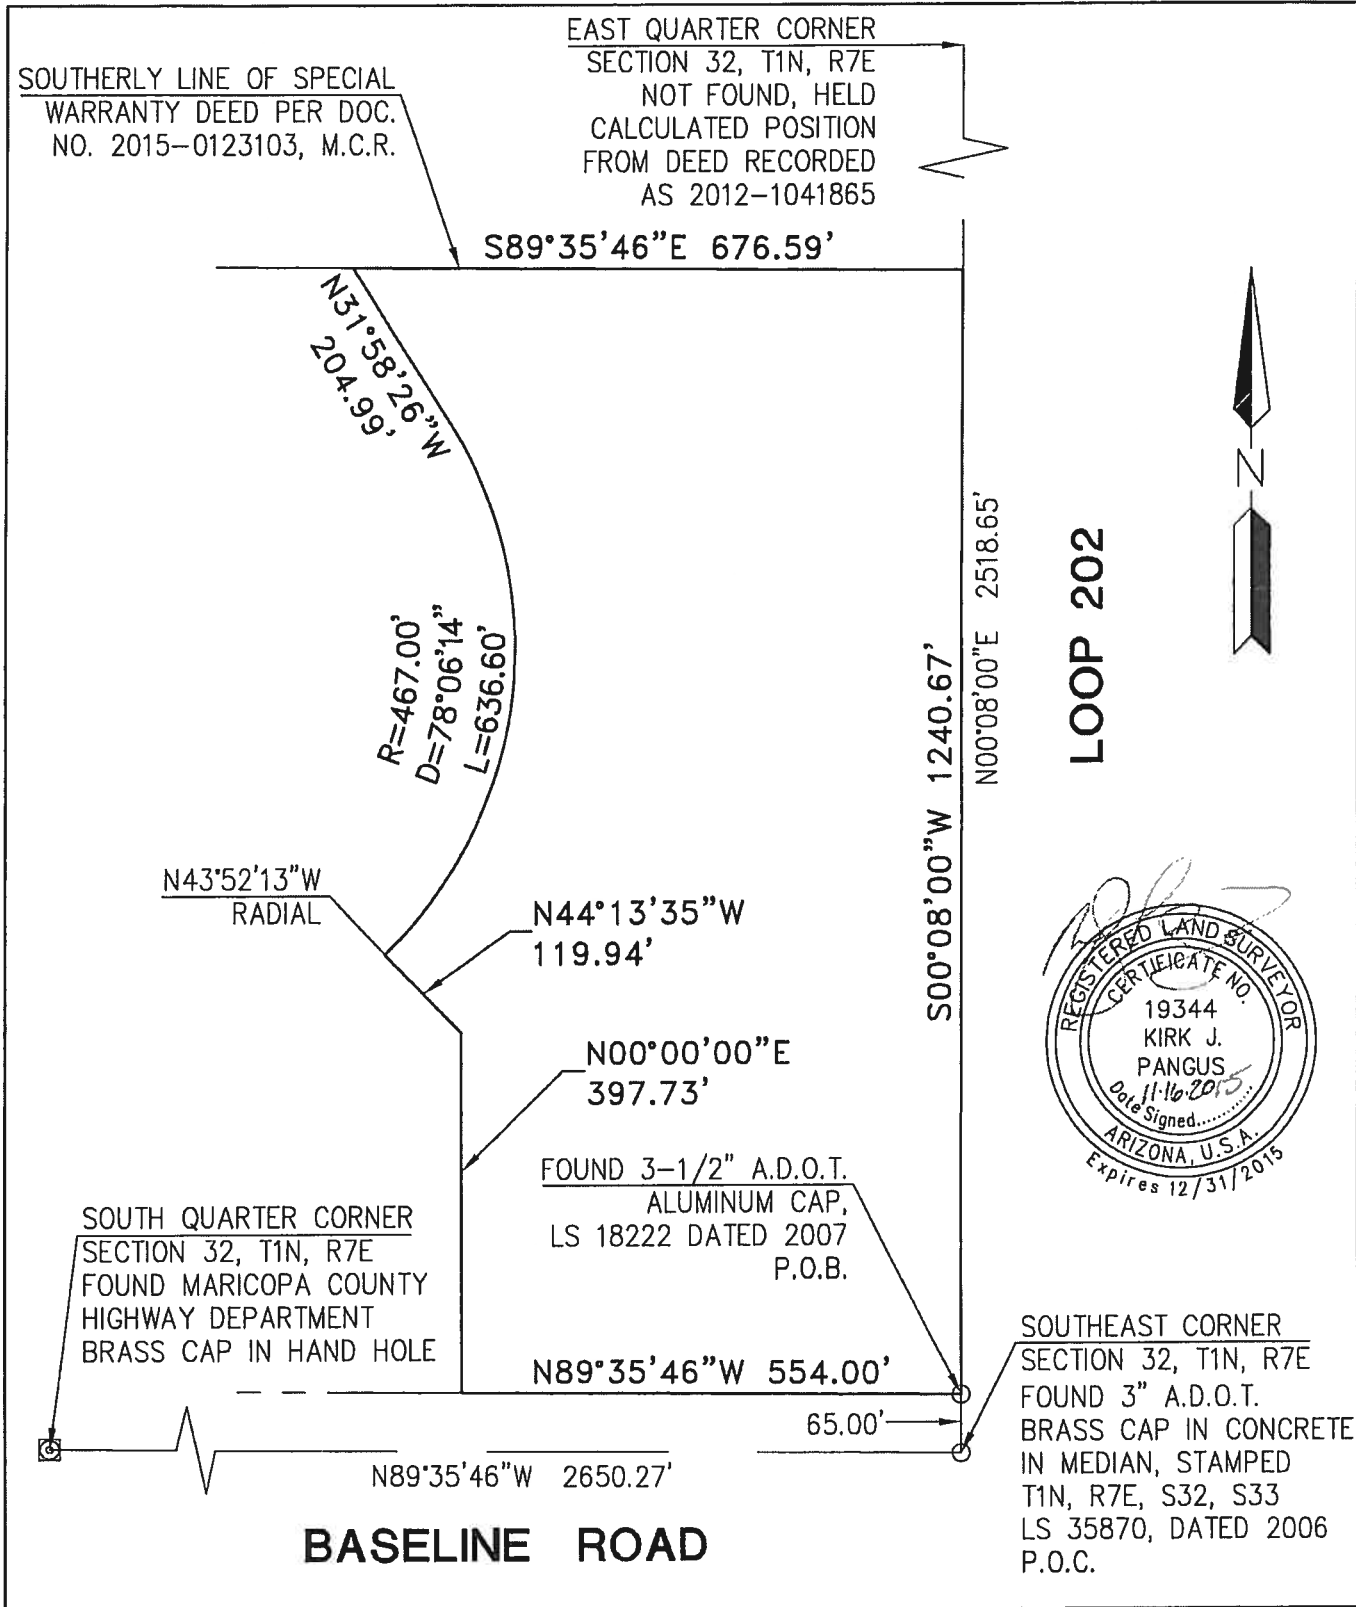 EAST QUARTER CORNER
SECTION 32, T1N, R7E
NOT FOUND, HELD
CALCULATED POSITION
FROM DEED RECORDED
AS 2012-1041865
SOUTHERLY LINE OF SPECIAL
WARRANTY DEED PER DOC.
NO. 2015-0123103, M.C.R.
S89°35'46"E 676.59'
N31°58'26"W
204.99'
R=467.00'
D=78°06'14"
L=636.60'
S00°08'00"W 1240.67'
N00°08'00"E 2518.65'
LOOP 202
N
N43°52'13"W
RADIAL
N44°13'35"W
119.94'
N00°00'00"E
397.73'
REGISTERED LAND SURVEYOR
CERTIFICATE NO.
19344
KIRK J.
PANGUS
11-16-2015
Date Signed..........
ARIZONA, U.S.A.
Expires 12/31/2015
FOUND 3-1/2" A.D.O.T.
ALUMINUM CAP,
LS 18222 DATED 2007
P.O.B.
SOUTH QUARTER CORNER
SECTION 32, T1N, R7E
FOUND MARICOPA COUNTY
HIGHWAY DEPARTMENT
BRASS CAP IN HAND HOLE
N89°35'46"W 554.00'
65.00'
N89°35'46"W 2650.27'
SOUTHEAST CORNER
SECTION 32, T1N, R7E
FOUND 3" A.D.O.T.
BRASS CAP IN CONCRETE
IN MEDIAN, STAMPED
T1N, R7E, S32, S33
LS 35870, DATED 2006
P.O.C.
BASELINE ROAD